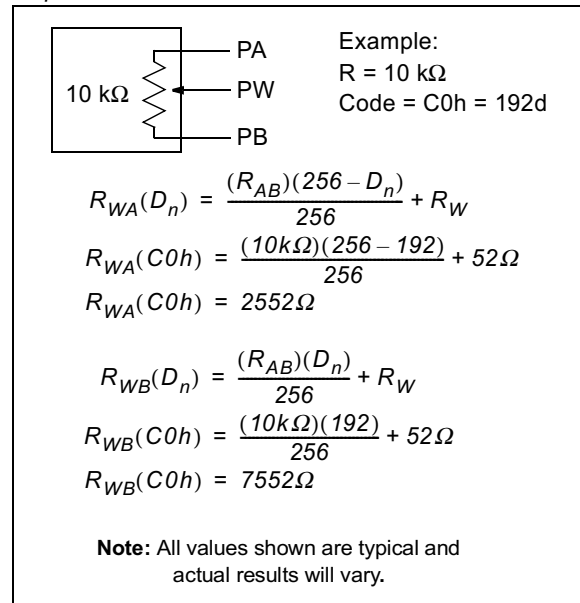 PA
10 kΩ
PW
PB
Example:
R = 10 kΩ
Code = C0h = 192d
R_WA(D_n) = (R_AB)(256 – D_n) / 256 + R_W
R_WA(C0h) = (10kΩ)(256 – 192) / 256 + 52Ω
R_WA(C0h) = 2552Ω
R_WB(D_n) = (R_AB)(D_n) / 256 + R_W
R_WB(C0h) = (10kΩ)(192) / 256 + 52Ω
R_WB(C0h) = 7552Ω
Note: All values shown are typical and
actual results will vary.